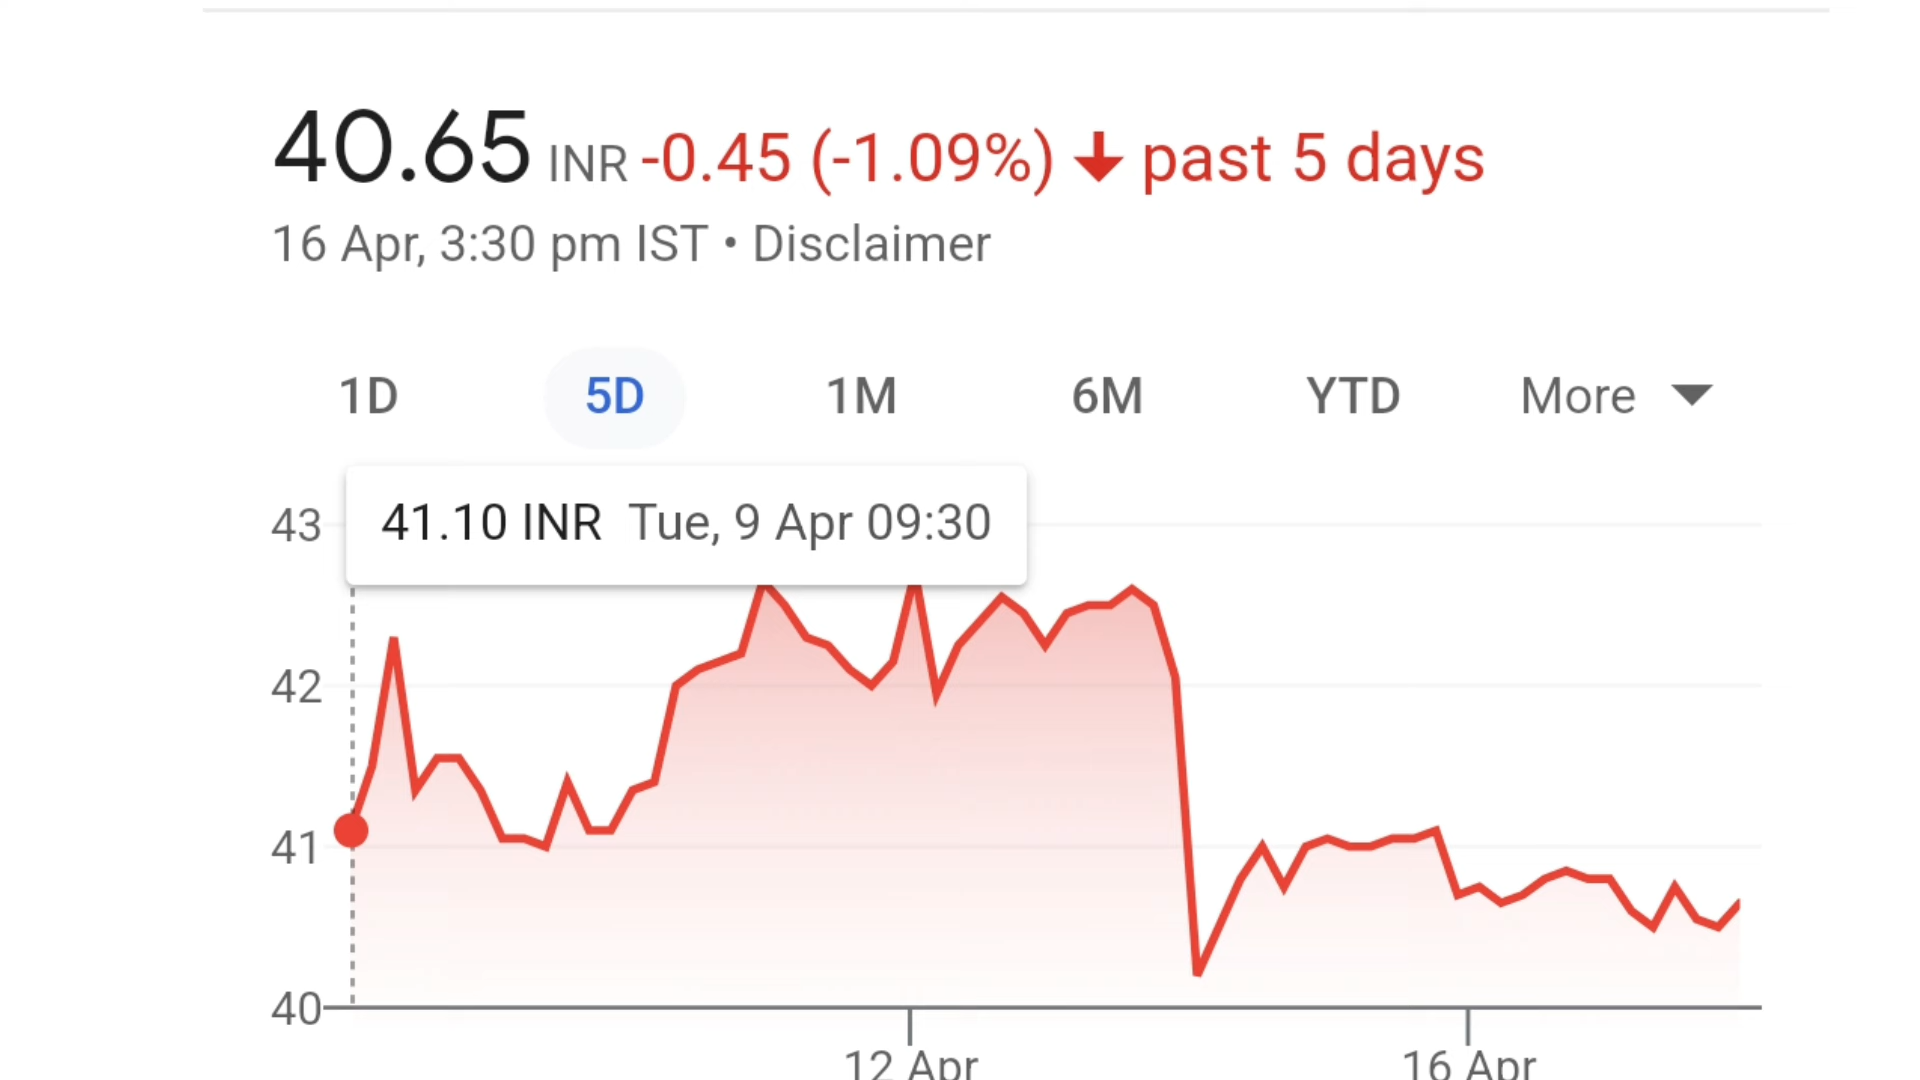 40.65 INR -0.45 (-1.09%) ↓ past 5 days
16 Apr, 3:30 pm IST • Disclaimer
1D 5D 1M 6M YTD More
41.10 INR Tue, 9 Apr 09:30
43
42
41
40
12 Apr 16 Apr